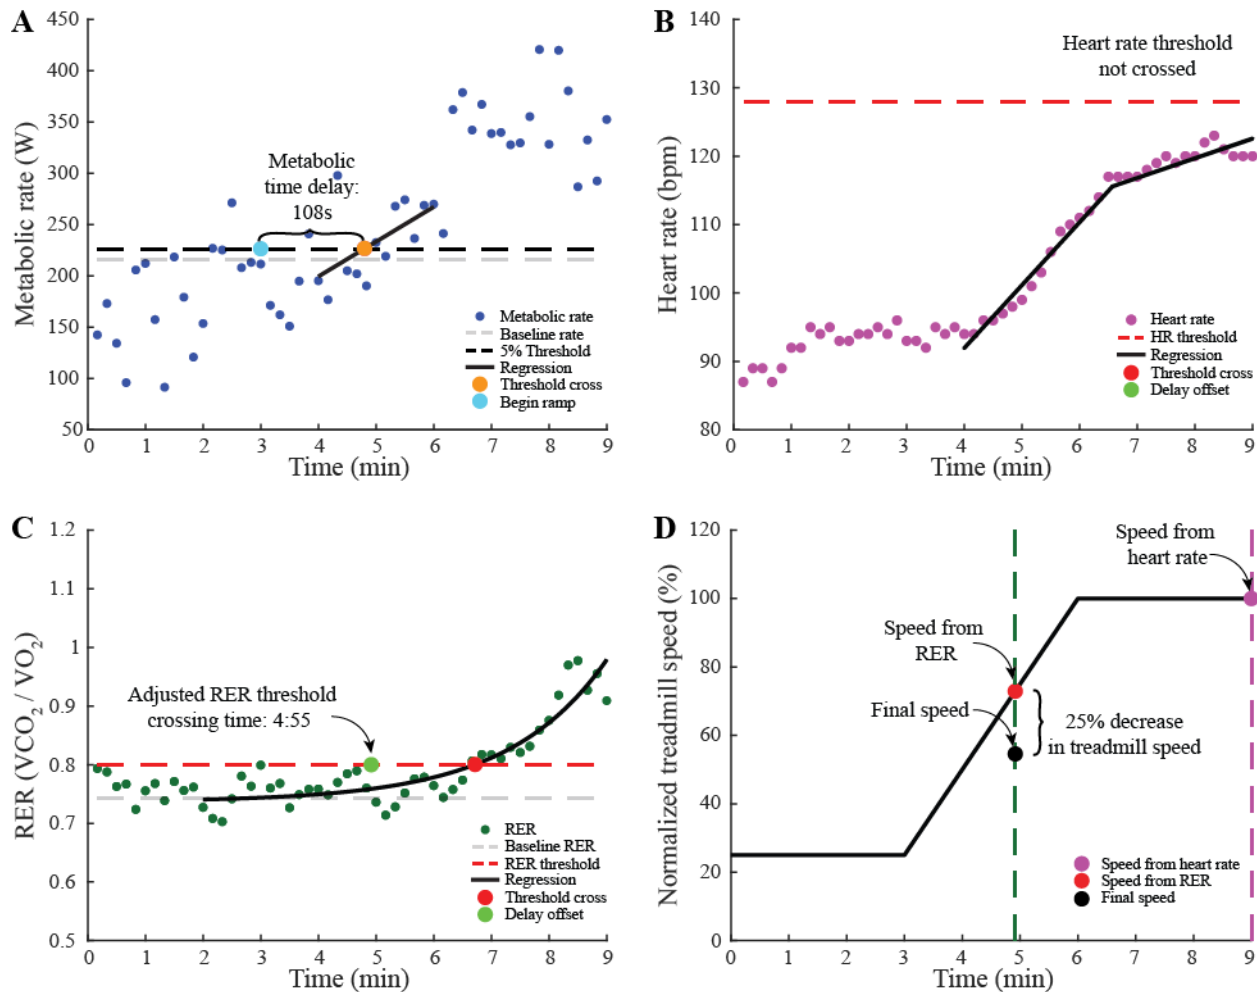 A
450
400
350
300
250
200
150
100
50
Metabolic rate (W)
Metabolic
time delay:
108s
Metabolic rate
Baseline rate
5% Threshold
Regression
Threshold cross
Begin ramp
0 1 2 3 4 5 6 7 8 9
Time (min)
B
140
130
120
110
100
90
80
Heart rate (bpm)
Heart rate threshold
not crossed
Heart rate
HR threshold
Regression
Threshold cross
Delay offset
0 1 2 3 4 5 6 7 8 9
Time (min)
C
1.2
1.1
1
0.9
0.8
0.7
0.6
0.5
RER (VCO₂ / VO₂)
Adjusted RER threshold
crossing time: 4:55
RER
Baseline RER
RER threshold
Regression
Threshold cross
Delay offset
0 1 2 3 4 5 6 7 8 9
Time (min)
D
120
100
80
60
40
20
0
Normalized treadmill speed (%)
Speed from
heart rate
Speed from
RER
Final speed
25% decrease
in treadmill speed
Speed from heart rate
Speed from RER
Final speed
0 1 2 3 4 5 6 7 8 9
Time (min)